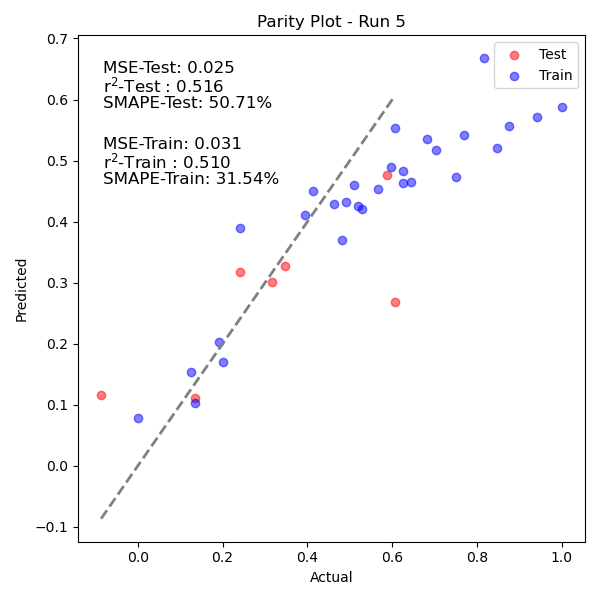 Parity Plot - Run 5
MSE-Test: 0.025
r²-Test : 0.516
SMAPE-Test: 50.71%
MSE-Train: 0.031
r²-Train : 0.510
SMAPE-Train: 31.54%
Test
Train
0.7
0.6
0.5
0.4
0.3
0.2
0.1
0.0
−0.1
Predicted
0.0 0.2 0.4 0.6 0.8 1.0
Actual